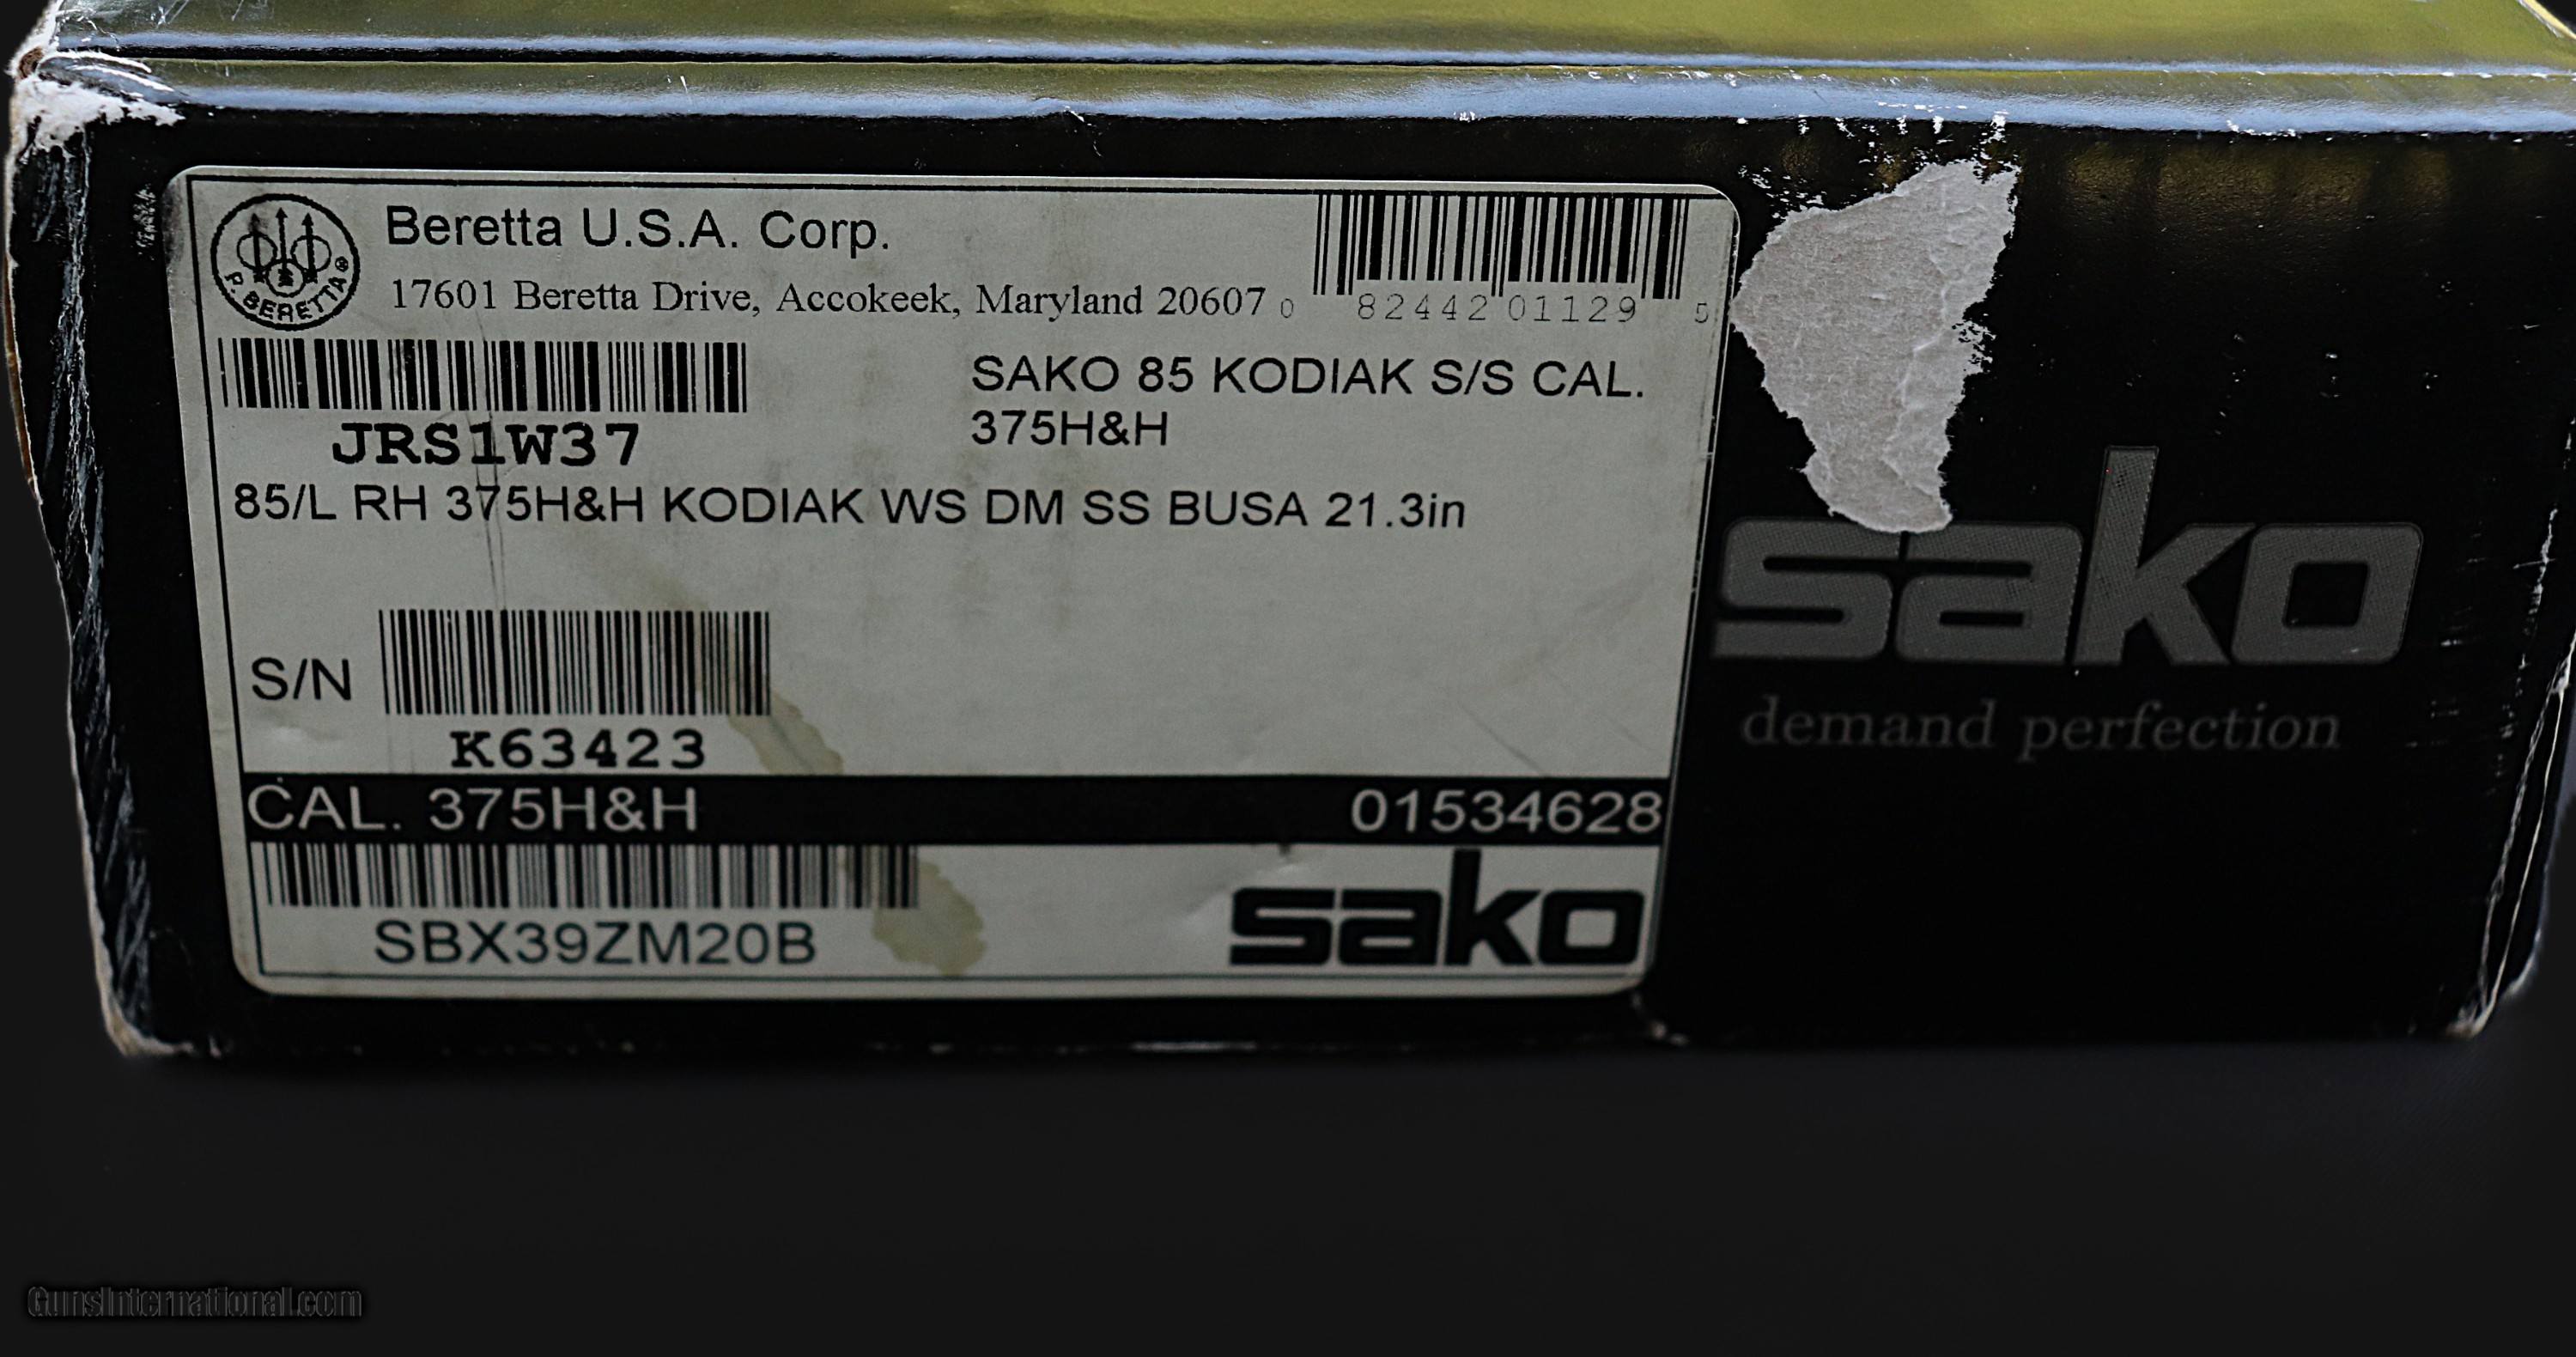 Beretta U.S.A. Corp.
17601 Beretta Drive, Accokeek, Maryland 20607
0 82442 01129 5
P. BERETTA®
JRS1W37
SAKO 85 KODIAK S/S CAL.
375H&H
85/L RH 375H&H KODIAK WS DM SS BUSA 21.3in
S/N
K63423
CAL. 375H&H 01534628
SBX39ZM20B
sako
sako
demand perfection
GunsInternational.com